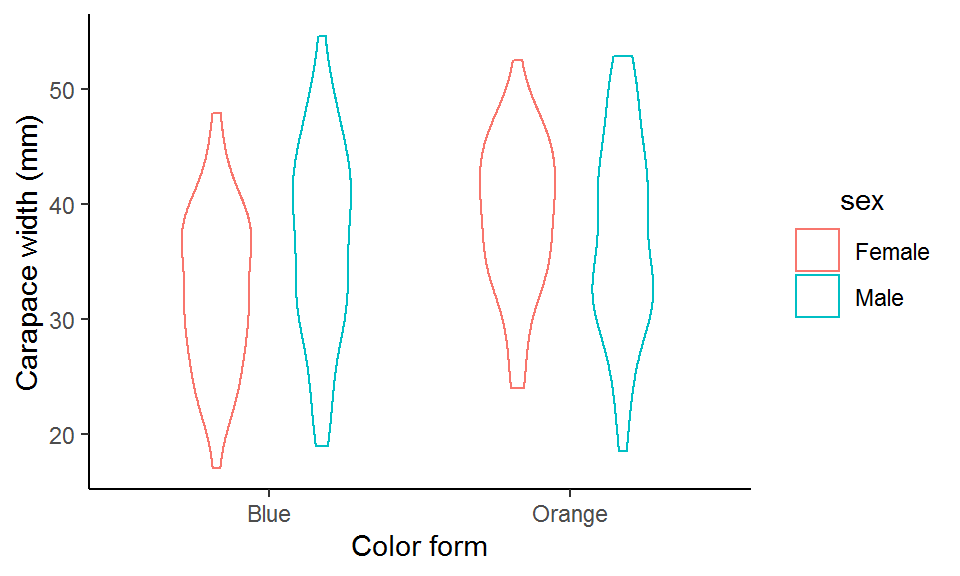 Carapace width (mm)
50
40
30
20
Blue
Orange
Color form
sex
Female
Male